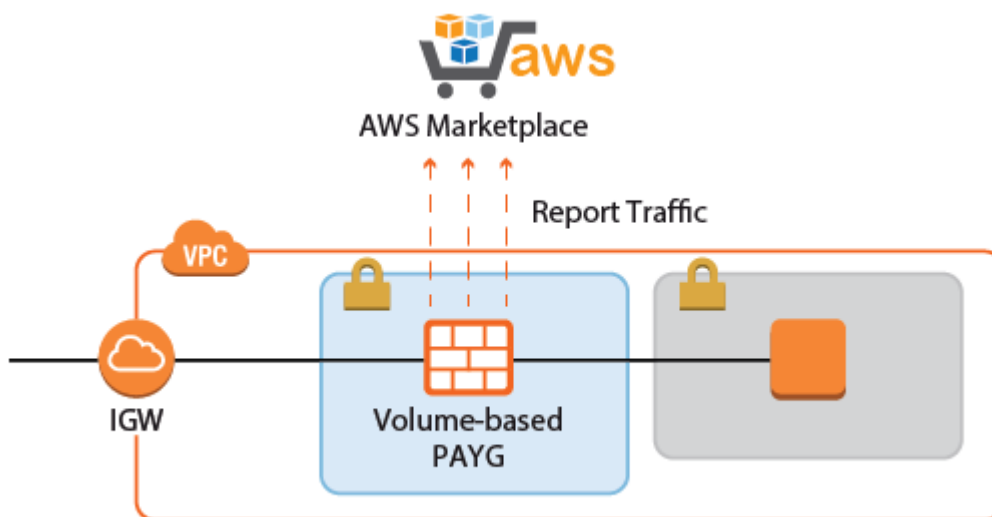 aws
AWS Marketplace
Report Traffic
VPC
IGW
Volume-based
PAYG